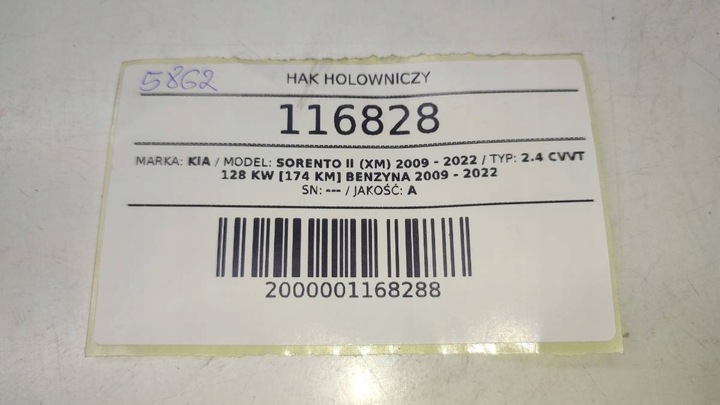 5862
HAK HOLOWNICZY
116828
MARKA: KIA / MODEL: SORENTO II (XM) 2009 - 2022 / TYP: 2.4 CVVT
128 KW [174 KM] BENZYNA 2009 - 2022
SN: --- / JAKOŚĆ: A
2000001168288